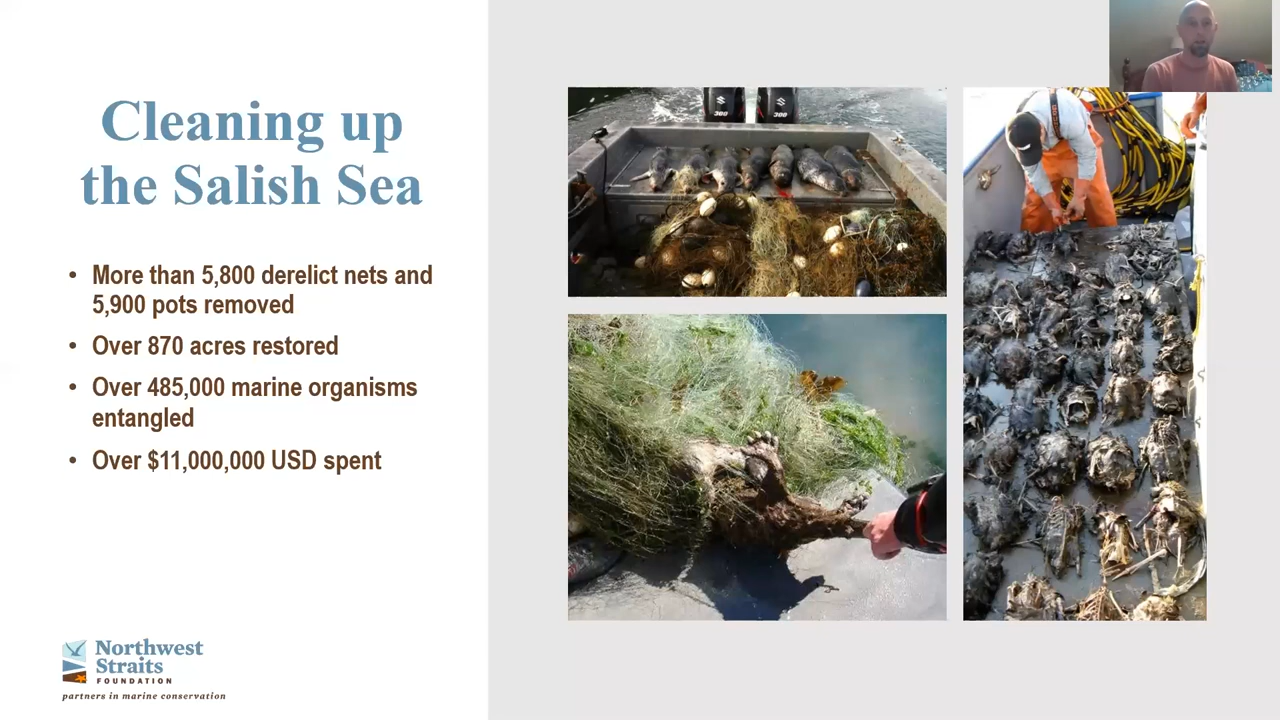 Cleaning up
the Salish Sea
• More than 5,800 derelict nets and
5,900 pots removed
• Over 870 acres restored
• Over 485,000 marine organisms
entangled
• Over $11,000,000 USD spent
Northwest
Straits
FOUNDATION
partners in marine conservation
300
300